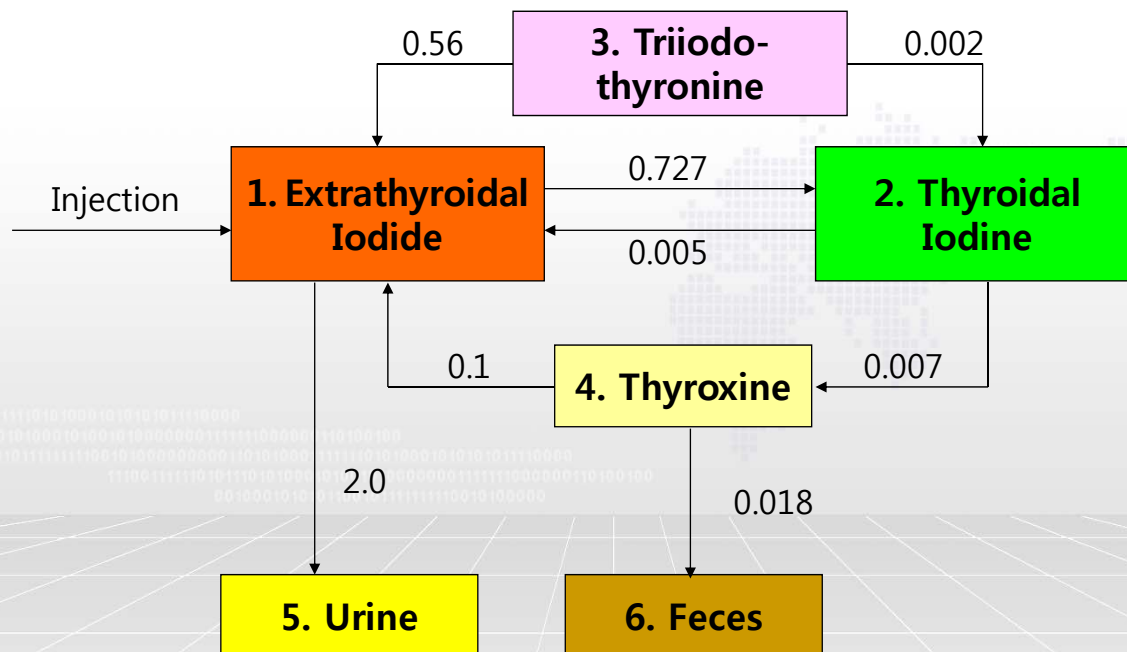 0.56
3. Triiodo-
thyronine
0.002
Injection
1. Extrathyroidal
Iodide
0.727
0.005
2. Thyroidal
Iodine
0.1
4. Thyroxine
0.007
2.0
0.018
5. Urine
6. Feces